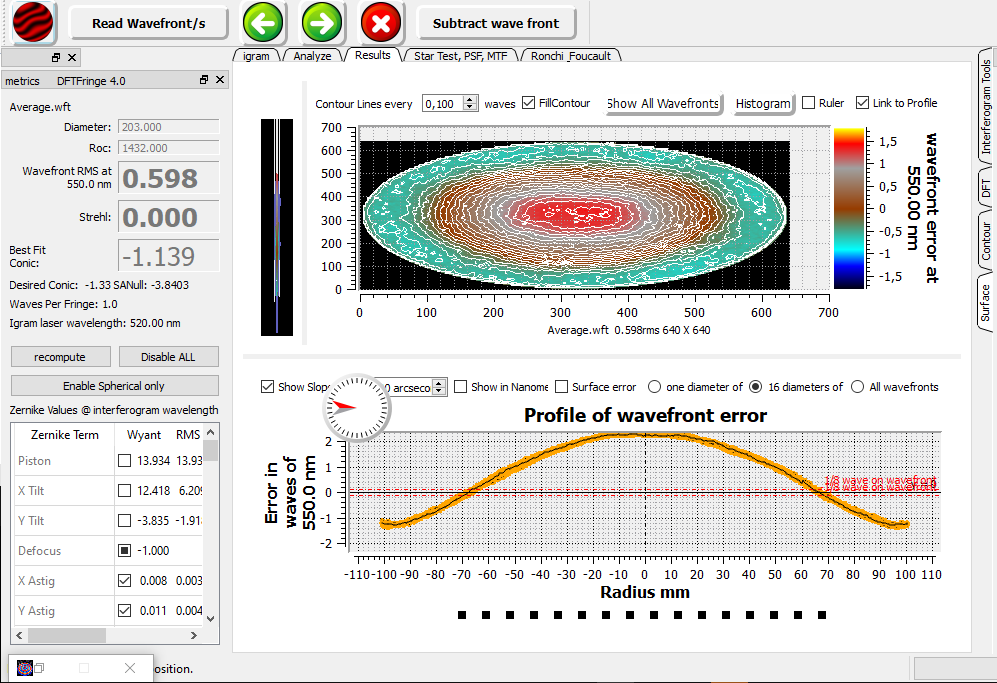 Read Wavefront/s
Subtract wave front
igram
Analyze
Results
Star Test, PSF, MTF
Ronchi_Foucault
metrics DFTFringe 4.0
Average.wft
Diameter: 203.000
Roc: 1432.000
Wavefront RMS at
550.0 nm
0.598
Strehl: 0.000
Best Fit
Conic:
-1.139
Desired Conic: -1.33 SANull: -3.8403
Waves Per Fringe: 1.0
Igram laser wavelength: 520.00 nm
recompute
Disable ALL
Enable Spherical only
Zernike Values @ interferogram wavelength
Zernike Term Wyant RMS
Piston 13.934 13.93
X Tilt 12.418 6.209
Y Tilt -3.835 -1.91
Defocus -1.000
X Astig 0.008 0.003
Y Astig 0.011 0.004
osition.
Contour Lines every 0,100 waves FillContour Show All Wavefronts Histogram Ruler Link to Profile
700
600
500
400
300
200
100
0
0 100 200 300 400 500 600 700
Average.wft 0.598rms 640 X 640
1,5
1
0,5
0
-0,5
-1
-1,5
wavefront error at
550.00 nm
Show Slop 0 arcseco Show in Nanome Surface error one diameter of 16 diameters of All wavefronts
Profile of wavefront error
Error in
waves of
550.0 nm
2
1
0
-1
-2
1/8 wave on wavefront
1/8 wave on wavefront
-110 -100 -90 -80 -70 -60 -50 -40 -30 -20 -10 0 10 20 30 40 50 60 70 80 90 100 110
Radius mm
Interferogram Tools
DFT
Contour
Surface